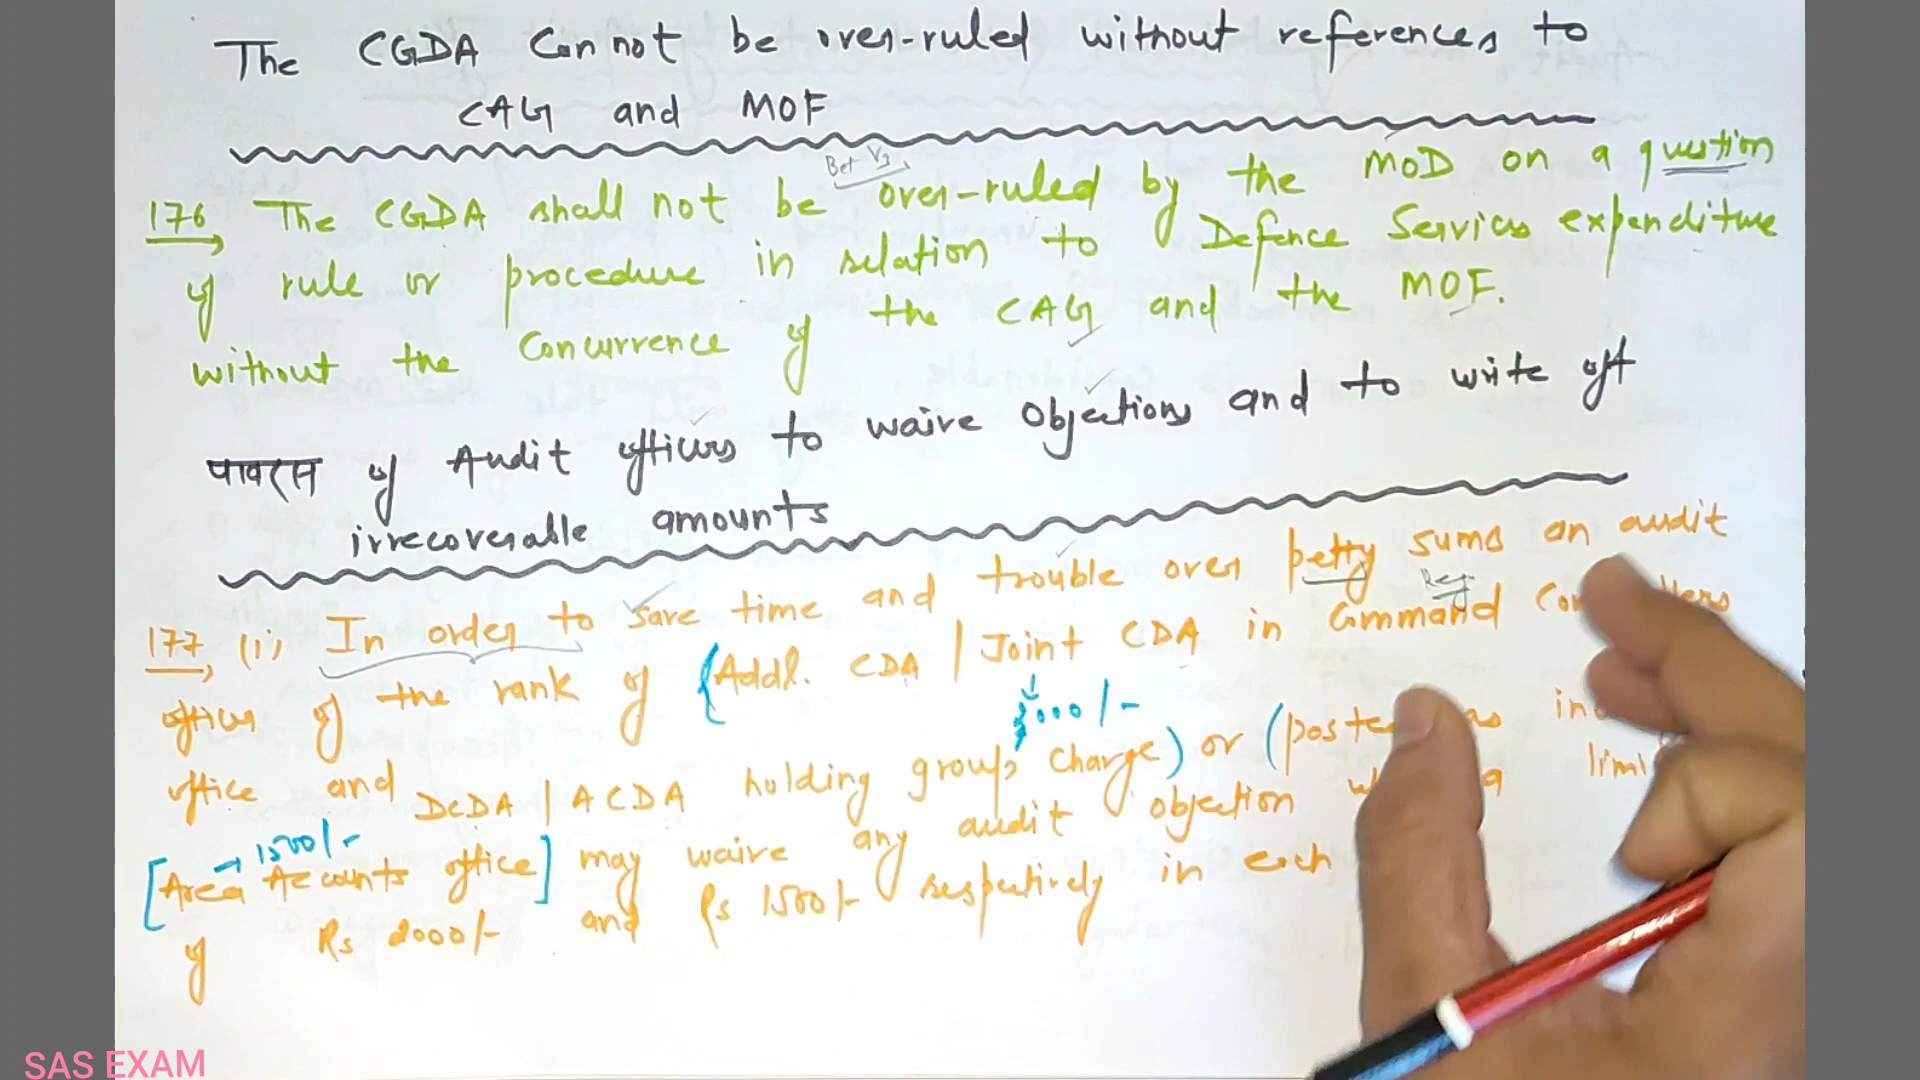 The CGDA Can not be over-ruled without references to
CAG and MOF
Bet V3
176 The CGDA shall not be over-ruled by the MOD on a question
of rule or procedure in relation to Defence Services expenditure
without the Concurrence of the CAG and the MOF.
पावरस of Audit officers to waive Objections and to write off
irrecoverable amounts
177 (i) In order to save time and trouble over petty sums an audit
officer of the rank of {Addl. CDA | Joint CDA in Command
2000/-
office and DCDA | ACDA holding group charge) or (posted as
1500/-
[Area Accounts office] may waive any audit objection
of Rs 2000/- and Rs 1500/- respectively in each
SAS EXAM